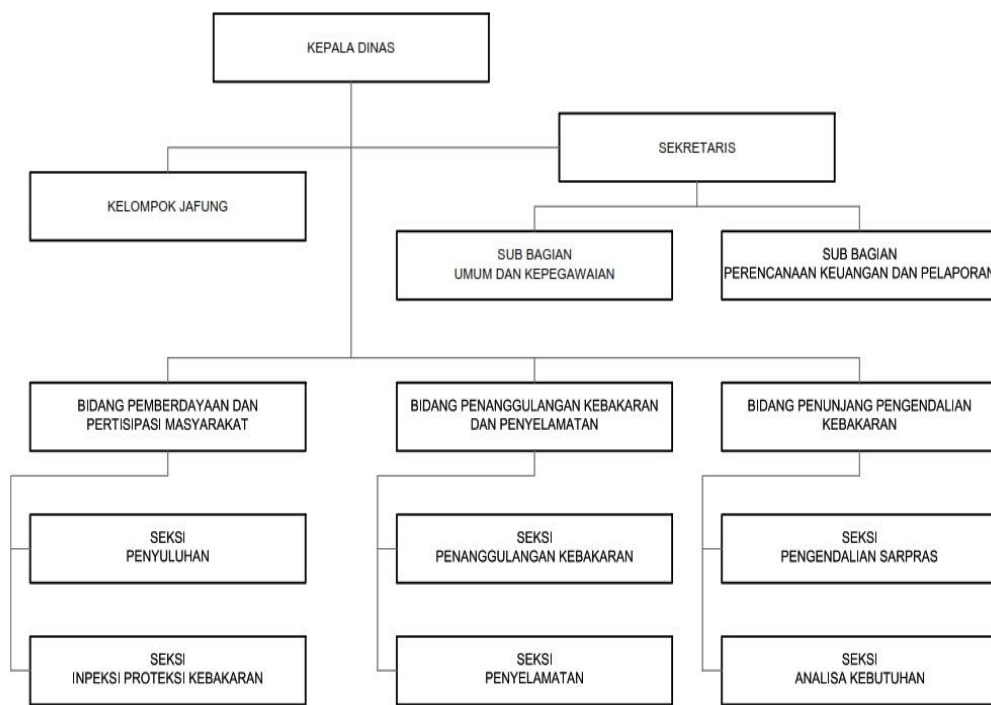 KEPALA DINAS
SEKRETARIS
KELOMPOK JAFUNG
SUB BAGIAN
UMUM DAN KEPEGAWAIAN
SUB BAGIAN
PERENCANAAN KEUANGAN DAN PELAPORAN
BIDANG PEMBERDAYAAN DAN
PERTISIPASI MASYARAKAT
BIDANG PENANGGULANGAN KEBAKARAN
DAN PENYELAMATAN
BIDANG PENUNJANG PENGENDALIAN
KEBAKARAN
SEKSI
PENYULUHAN
SEKSI
PENANGGULANGAN KEBAKARAN
SEKSI
PENGENDALIAN SARPRAS
SEKSI
INPEKSI PROTEKSI KEBAKARAN
SEKSI
PENYELAMATAN
SEKSI
ANALISA KEBUTUHAN